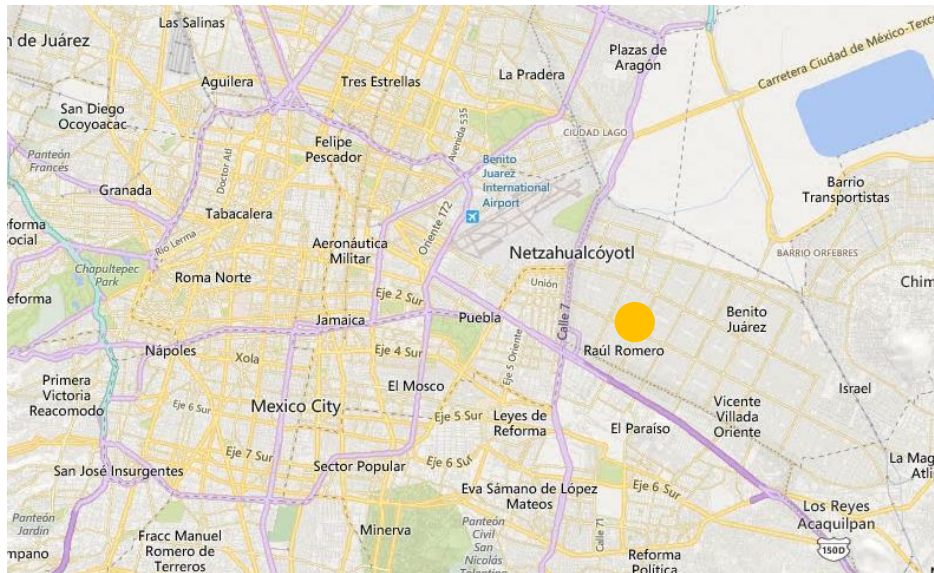 Las Salinas
n de Juárez
Plazas de
Aragón
Tres Estrellas
La Pradera
Aguilera
Carretera Ciudad de México-Texco
San Diego
Ocoyoacac
CIUDAD LAGO
Felipe
Pescador
Avenida 535
Panteón
Francés
Doctor Atl
Benito
Juarez
International
Airport
Granada
Barrio
Transportistas
Tabacalera
Oriente 172
eforma
Social
Río Lerma
Aeronáutica
Militar
Netzahualcóyotl
BARRIO ORFEBRES
Chapultepec
Park
Roma Norte
Unión
Chim
eforma
Eje 2 Sur
Jamaica
Puebla
Calle 7
Benito
Juárez
Nápoles
Xola
Eje 4 Sur
Eje 5 Oriente
Raúl Romero
Primera
Victoria
Reacomodo
El Mosco
Israel
Eje 6 Sur
Mexico City
Eje 5 Sur
Leyes de
Reforma
Vicente
Villada
Oriente
El Paraíso
Eje 7 Sur
San José Insurgentes
Sector Popular
Eje 6 Sur
La Mag
Atli
Eva Sámano de López
Mateos
Eje 6 Sur
Los Reyes
Acaquilpan
Panteón
Jardín
Fracc Manuel
Romero de
Terreros
Minerva
Panteón
Civil
San
Nicolás
Tolentino
Calle 71
150D
mpano
Reforma
Política